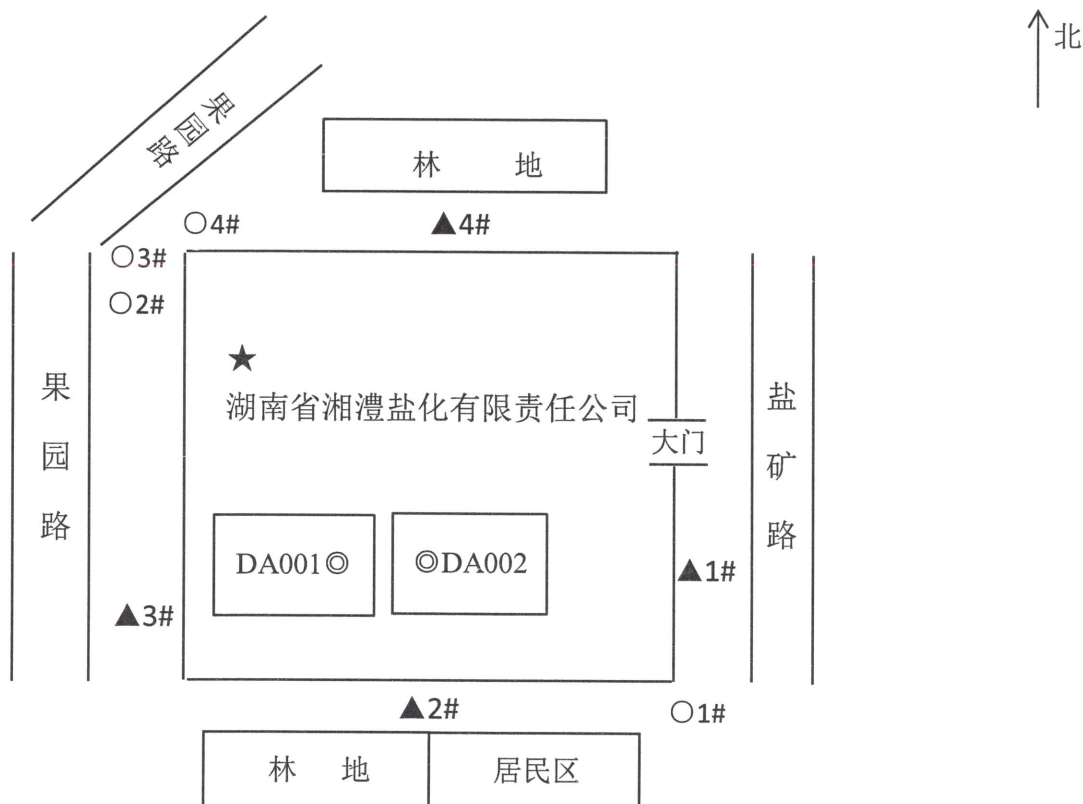 北
果园路
林 地
○4#
▲4#
○3#
○2#
★
湖南省湘澧盐化有限责任公司
果园路
盐矿路
大门
DA001◎
◎DA002
▲1#
▲3#
▲2#
○1#
林 地
居民区